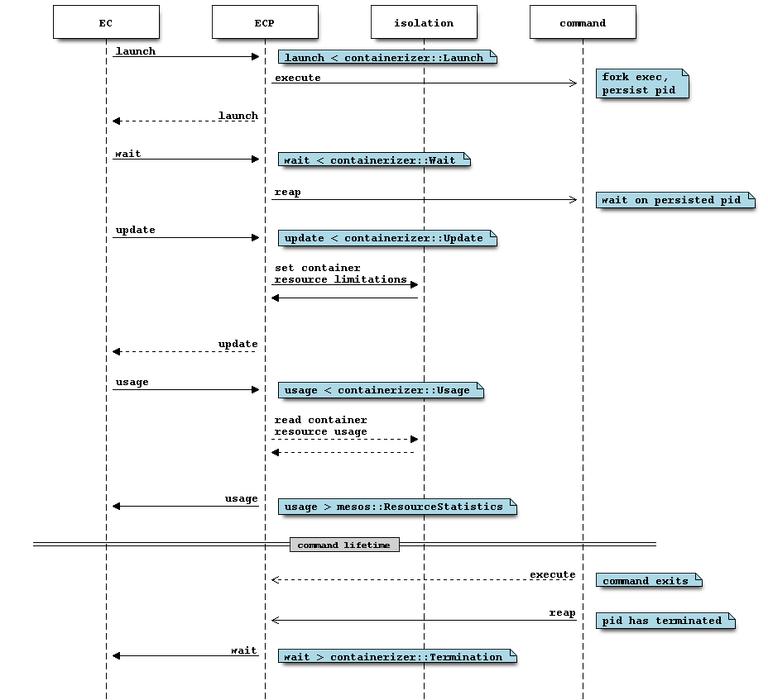 EC
ECP
isolation
command
launch
launch < containerizer::Launch
execute
fork exec,
persist pid
launch
wait
wait < containerizer::Wait
reap
wait on persisted pid
update
update < containerizer::Update
set container
resource limitations
update
usage
usage < containerizer::Usage
read container
resource usage
usage
usage > mesos::ResourceStatistics
command lifetime
execute
command exits
reap
pid has terminated
wait
wait > containerizer::Termination